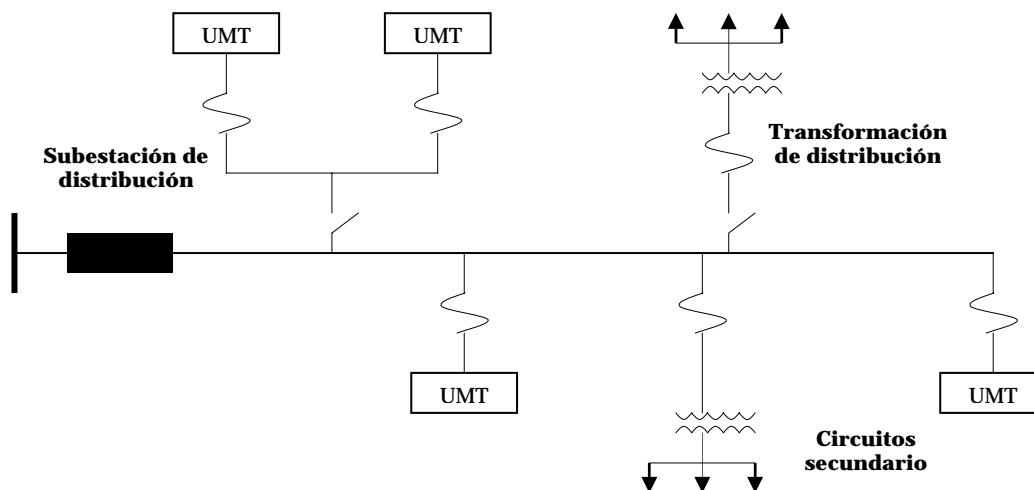 UMT
UMT
Transformación
de distribución
Subestación de
distribución
UMT
UMT
Circuitos
secundario